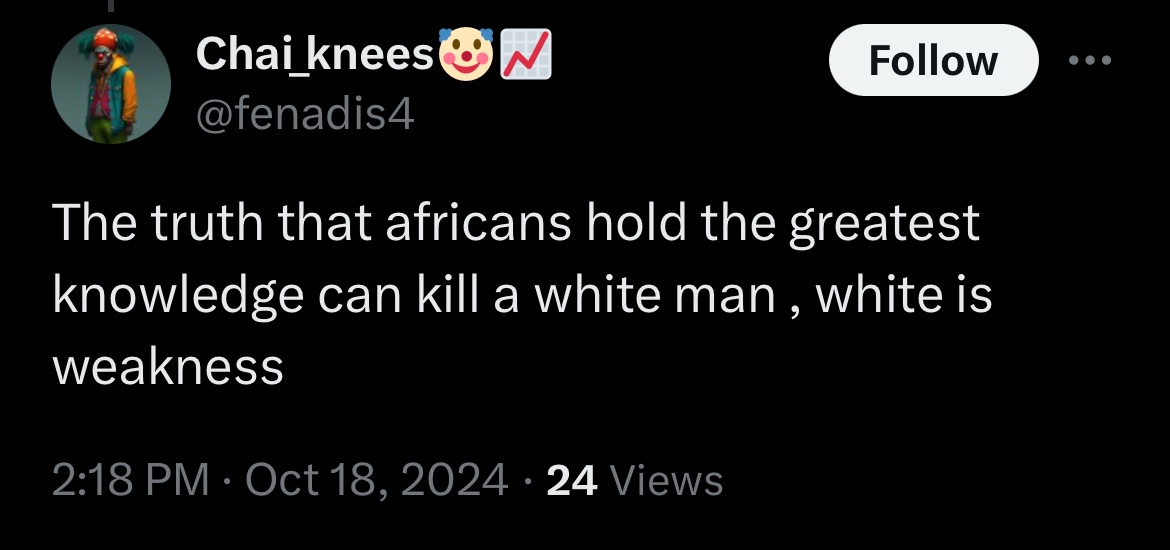 Chai_knees🤡📈
Follow
@fenadis4
The truth that africans hold the greatest
knowledge can kill a white man , white is
weakness
2:18 PM · Oct 18, 2024 · 24 Views